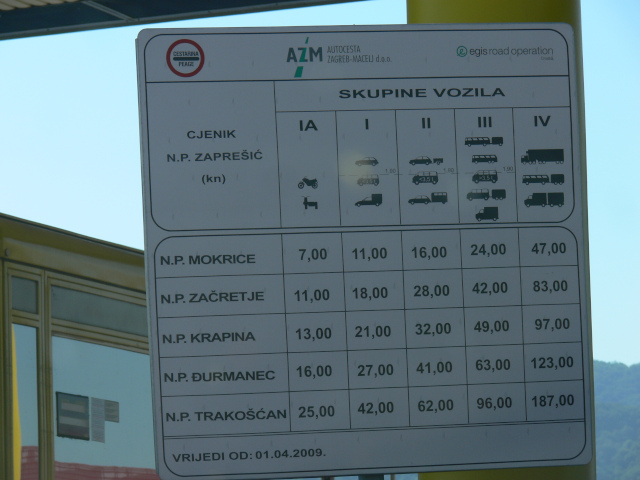 CESTARINA
PEAGE
AZM AUTOCESTA
ZAGREB-MACELJ d.o.o.
egis road operation
SKUPINE VOZILA
CJENIK
N.P. ZAPREŠIĆ
(kn)
IA I II III IV
N.P. MOKRICE 7,00 11,00 16,00 24,00 47,00
N.P. ZAČRETJE 11,00 18,00 28,00 42,00 83,00
N.P. KRAPINA 13,00 21,00 32,00 49,00 97,00
N.P. ĐURMANEC 16,00 27,00 41,00 63,00 123,00
N.P. TRAKOŠĆAN 25,00 42,00 62,00 96,00 187,00
VRIJEDI OD: 01.04.2009.